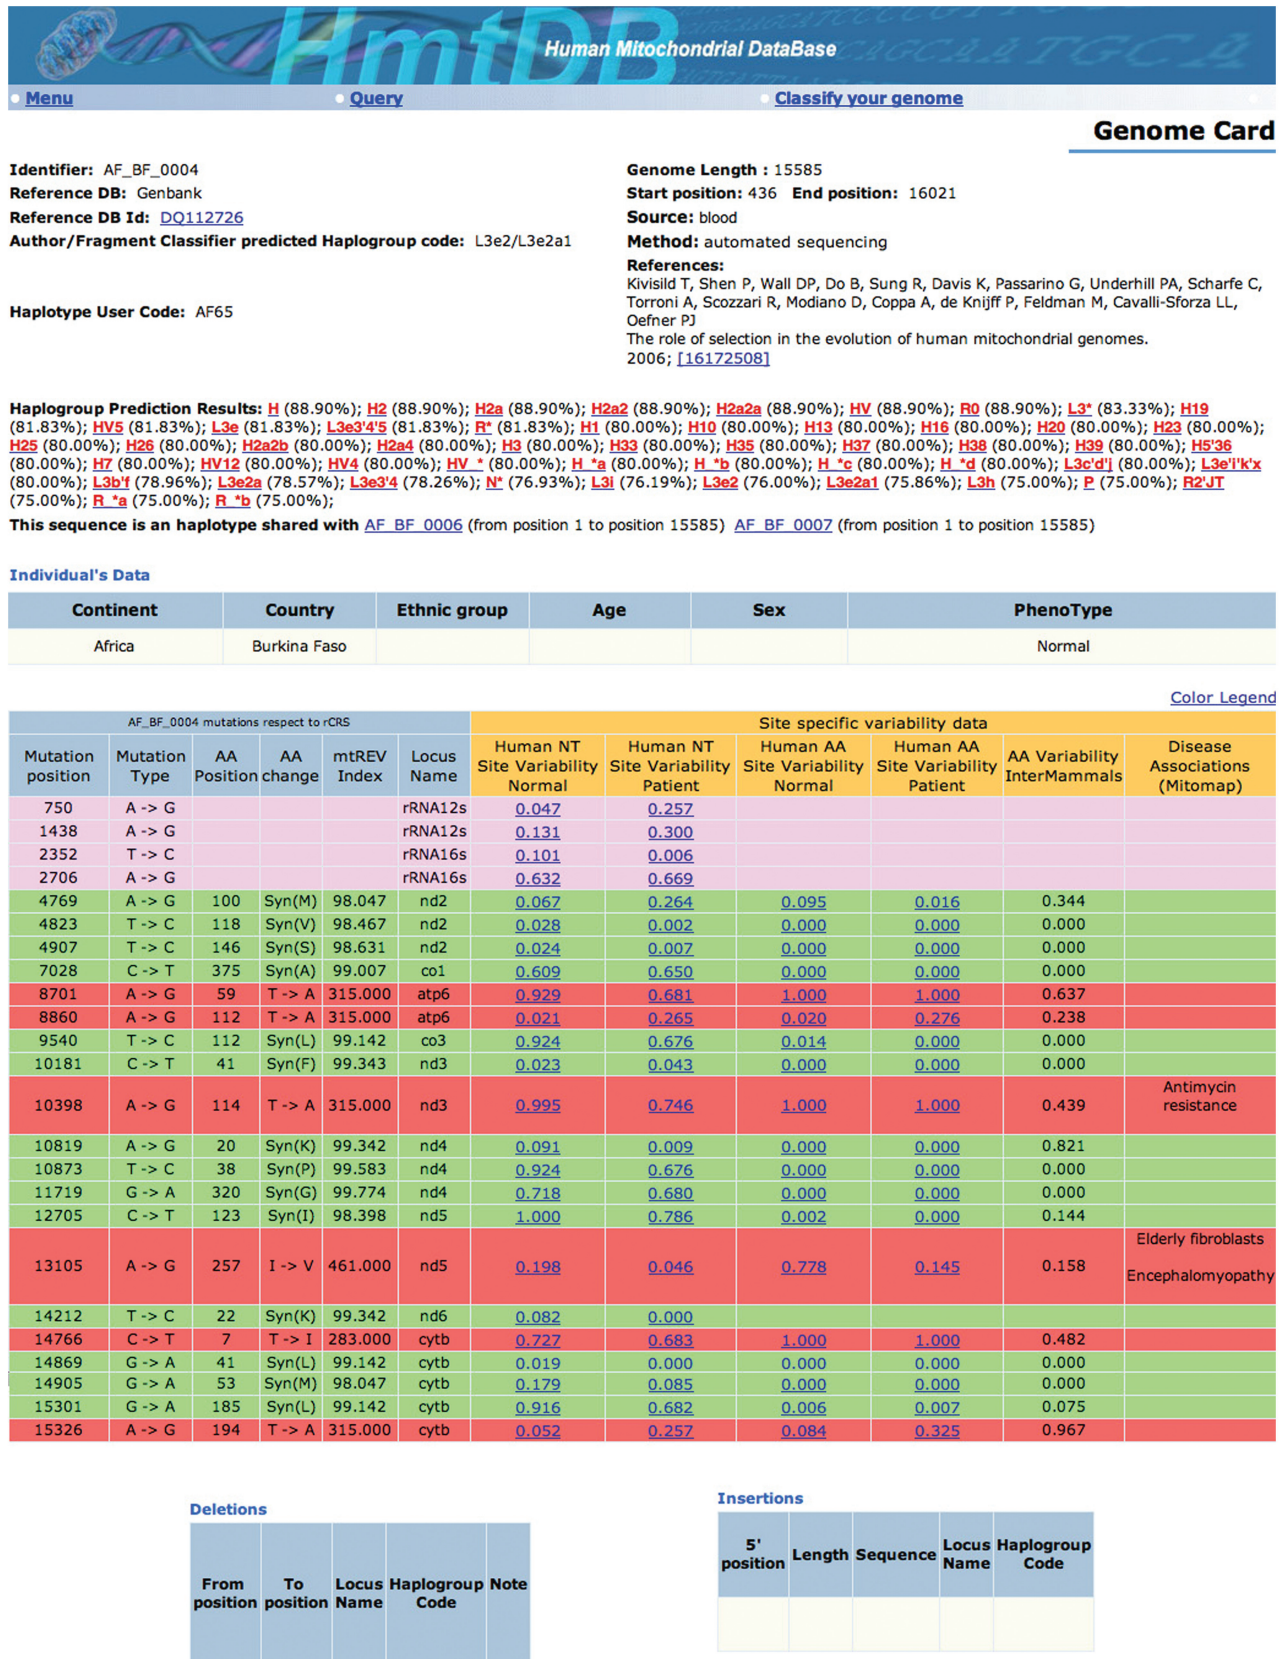 HmtDB
Human Mitochondrial DataBase
Menu Query Classify your genome
Genome Card
Identifier: AF_BF_0004
Reference DB: Genbank
Reference DB Id: DQ112726
Author/Fragment Classifier predicted Haplogroup code: L3e2/L3e2a1
Haplotype User Code: AF65
Genome Length : 15585
Start position: 436 End position: 16021
Source: blood
Method: automated sequencing
References:
Kivisild T, Shen P, Wall DP, Do B, Sung R, Davis K, Passarino G, Underhill PA, Scharfe C,
Torroni A, Scozzari R, Modiano D, Coppa A, de Knijff P, Feldman M, Cavalli-Sforza LL,
Oefner PJ
The role of selection in the evolution of human mitochondrial genomes.
2006; [16172508]
Haplogroup Prediction Results: H (88.90%); H2 (88.90%); H2a (88.90%); H2a2 (88.90%); H2a2a (88.90%); HV (88.90%); R0 (88.90%); L3* (83.33%); H19
(81.83%); HV5 (81.83%); L3e (81.83%); L3e3'4'5 (81.83%); R* (81.83%); H1 (80.00%); H10 (80.00%); H13 (80.00%); H16 (80.00%); H20 (80.00%); H23 (80.00%);
H25 (80.00%); H26 (80.00%); H2a2b (80.00%); H2a4 (80.00%); H3 (80.00%); H33 (80.00%); H35 (80.00%); H37 (80.00%); H38 (80.00%); H39 (80.00%); H5'36
(80.00%); H7 (80.00%); HV12 (80.00%); HV4 (80.00%); HV_* (80.00%); H_*a (80.00%); H_*b (80.00%); H_*c (80.00%); H_*d (80.00%); L3c'd'j (80.00%); L3e'i'k'x
(80.00%); L3b'f (78.96%); L3e2a (78.57%); L3e3'4 (78.26%); N* (76.93%); L3i (76.19%); L3e2 (76.00%); L3e2a1 (75.86%); L3h (75.00%); P (75.00%); R2'JT
(75.00%); R_*a (75.00%); R_*b (75.00%);
This sequence is an haplotype shared with AF_BF_0006 (from position 1 to position 15585) AF_BF_0007 (from position 1 to position 15585)
Individual's Data
Continent Country Ethnic group Age Sex PhenoType
Africa Burkina Faso Normal
Color Legend
AF_BF_0004 mutations respect to rCRS Site specific variability data
Mutation position Mutation Type AA Position AA change mtREV Index Locus Name Human NT Site Variability Normal Human NT Site Variability Patient Human AA Site Variability Normal Human AA Site Variability Patient AA Variability InterMammals Disease Associations (Mitomap)
750 A -> G rRNA12s 0.047 0.257
1438 A -> G rRNA12s 0.131 0.300
2352 T -> C rRNA16s 0.101 0.006
2706 A -> G rRNA16s 0.632 0.669
4769 A -> G 100 Syn(M) 98.047 nd2 0.067 0.264 0.095 0.016 0.344
4823 T -> C 118 Syn(V) 98.467 nd2 0.028 0.002 0.000 0.000 0.000
4907 T -> C 146 Syn(S) 98.631 nd2 0.024 0.007 0.000 0.000 0.000
7028 C -> T 375 Syn(A) 99.007 co1 0.609 0.650 0.000 0.000 0.000
8701 A -> G 59 T -> A 315.000 atp6 0.929 0.681 1.000 1.000 0.637
8860 A -> G 112 T -> A 315.000 atp6 0.021 0.265 0.020 0.276 0.238
9540 T -> C 112 Syn(L) 99.142 co3 0.924 0.676 0.014 0.000 0.000
10181 C -> T 41 Syn(F) 99.343 nd3 0.023 0.043 0.000 0.000 0.000
10398 A -> G 114 T -> A 315.000 nd3 0.995 0.746 1.000 1.000 0.439 Antimycin resistance
10819 A -> G 20 Syn(K) 99.342 nd4 0.091 0.009 0.000 0.000 0.821
10873 T -> C 38 Syn(P) 99.583 nd4 0.924 0.676 0.000 0.000 0.000
11719 G -> A 320 Syn(G) 99.774 nd4 0.718 0.680 0.000 0.000 0.000
12705 C -> T 123 Syn(I) 98.398 nd5 1.000 0.786 0.002 0.000 0.144
13105 A -> G 257 I -> V 461.000 nd5 0.198 0.046 0.778 0.145 0.158 Elderly fibroblasts Encephalomyopathy
14212 T -> C 22 Syn(K) 99.342 nd6 0.082 0.000
14766 C -> T 7 T -> I 283.000 cytb 0.727 0.683 1.000 1.000 0.482
14869 G -> A 41 Syn(L) 99.142 cytb 0.019 0.000 0.000 0.000 0.000
14905 G -> A 53 Syn(M) 98.047 cytb 0.179 0.085 0.000 0.000 0.000
15301 G -> A 185 Syn(L) 99.142 cytb 0.916 0.682 0.006 0.007 0.075
15326 A -> G 194 T -> A 315.000 cytb 0.052 0.257 0.084 0.325 0.967
Deletions
From position To position Locus Name Haplogroup Code Note
Insertions
5' position Length Sequence Locus Name Haplogroup Code